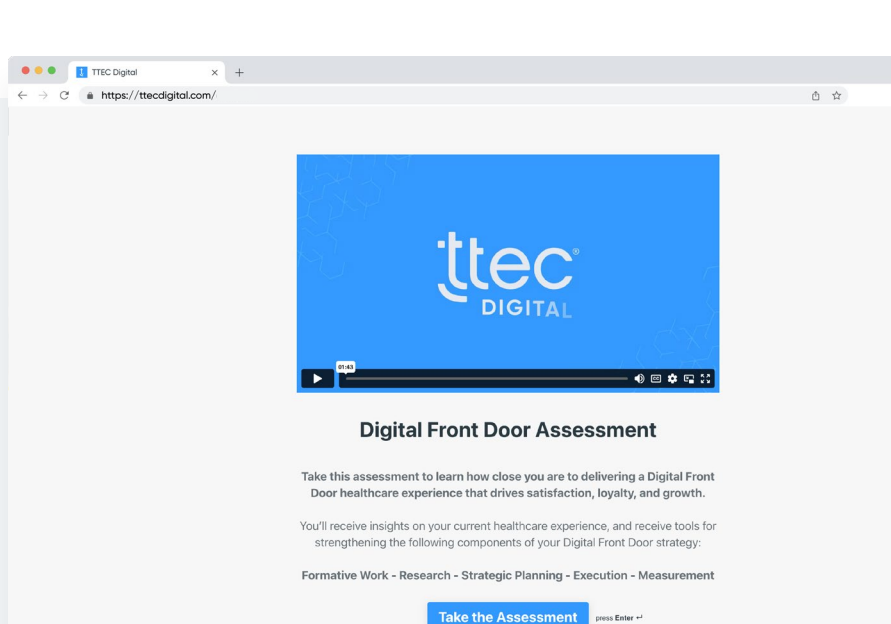 TTEC Digital
https://ttecdigital.com/
ttec®
DIGITAL
01:43
CC
Digital Front Door Assessment
Take this assessment to learn how close you are to delivering a Digital Front
Door healthcare experience that drives satisfaction, loyalty, and growth.
You’ll receive insights on your current healthcare experience, and receive tools for
strengthening the following components of your Digital Front Door strategy:
Formative Work - Research - Strategic Planning - Execution - Measurement
Take the Assessment press Enter ↵